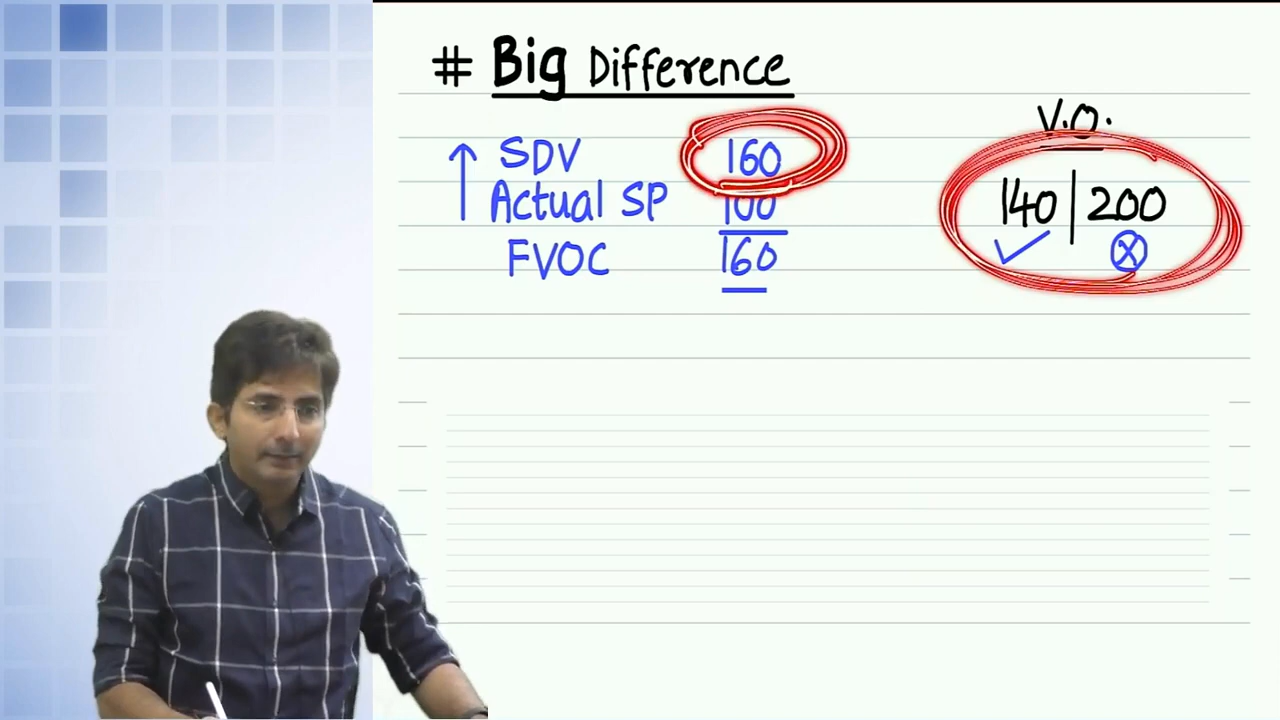 # Big Difference
SDV 160
Actual SP 100
FVOC 160
V.O.
140 | 200